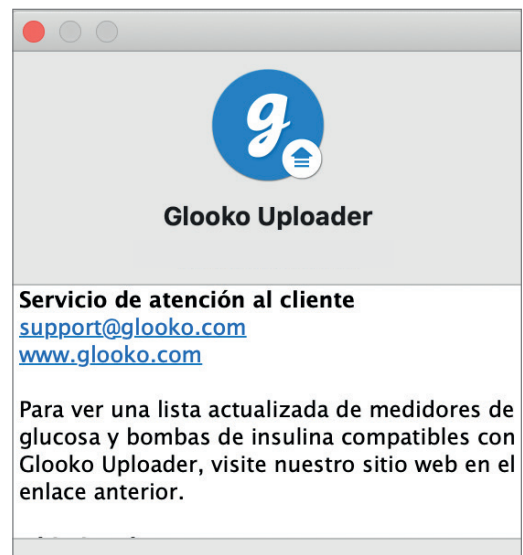 g
Glooko Uploader
Servicio de atención al cliente
support@glooko.com
www.glooko.com
Para ver una lista actualizada de medidores de
glucosa y bombas de insulina compatibles con
Glooko Uploader, visite nuestro sitio web en el
enlace anterior.